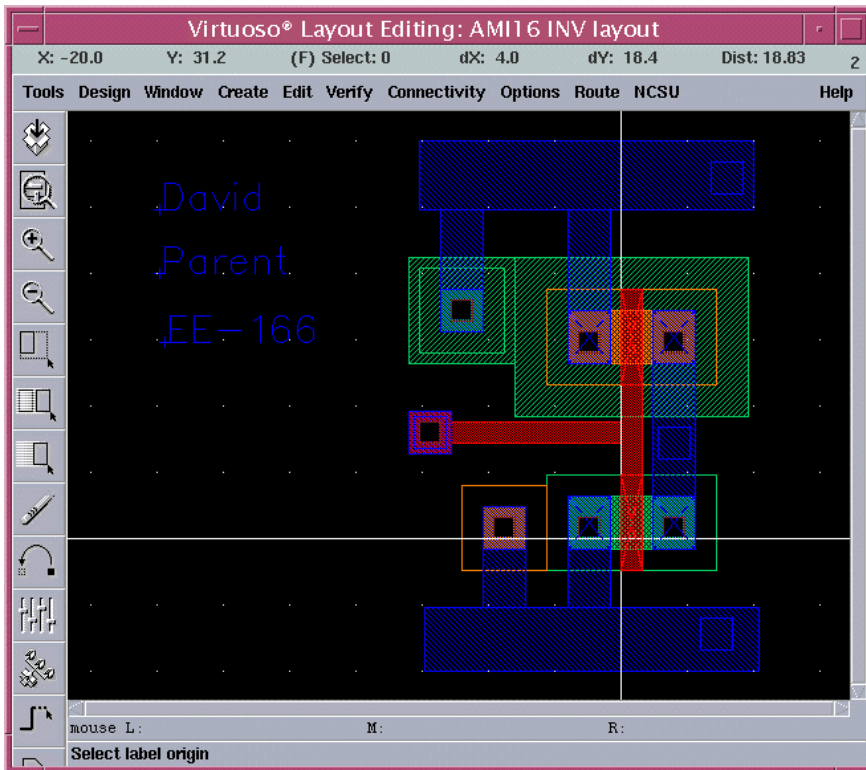 Virtuoso® Layout Editing: AMI16 INV layout
X: -20.0 Y: 31.2 (F) Select: 0 dX: 4.0 dY: 18.4 Dist: 18.83 2
Tools Design Window Create Edit Verify Connectivity Options Route NCSU Help
David
Parent
EE-166
mouse L: M: R:
Select label origin